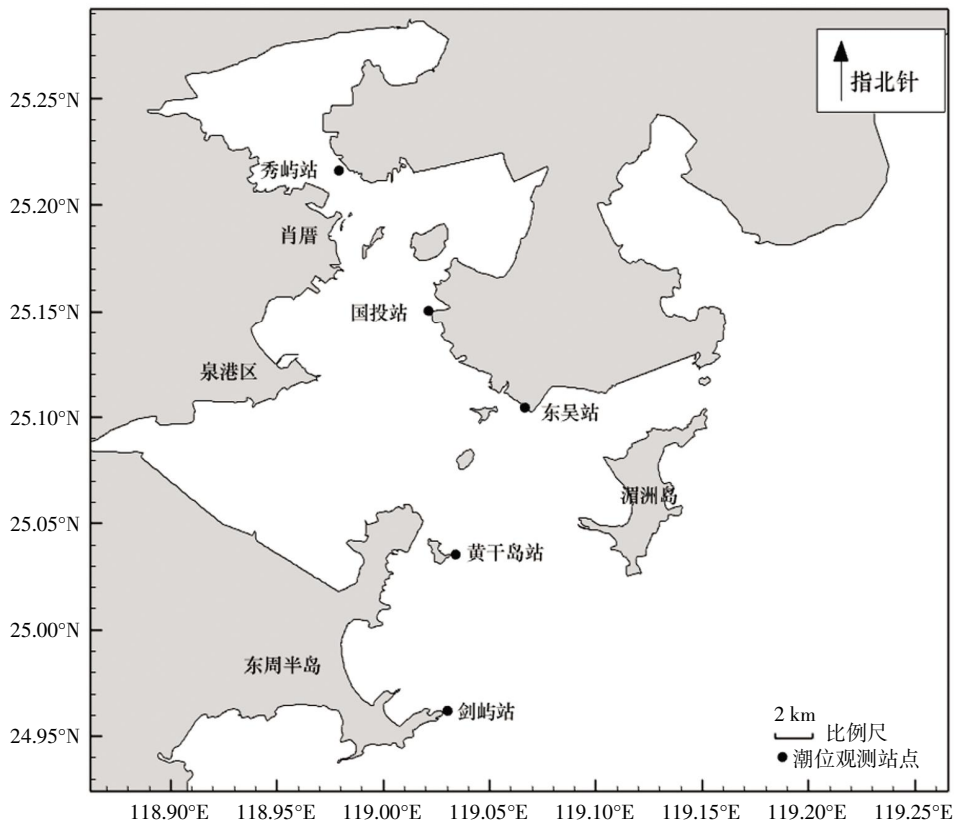 指北针
25.25°N
秀屿站
25.20°N
肖厝
25.15°N
国投站
泉港区
25.10°N
东吴站
湄洲岛
25.05°N
黄干岛站
25.00°N
东周半岛
剑屿站
2 km
比例尺
24.95°N
潮位观测站点
118.90°E 118.95°E 119.00°E 119.05°E 119.10°E 119.15°E 119.20°E 119.25°E